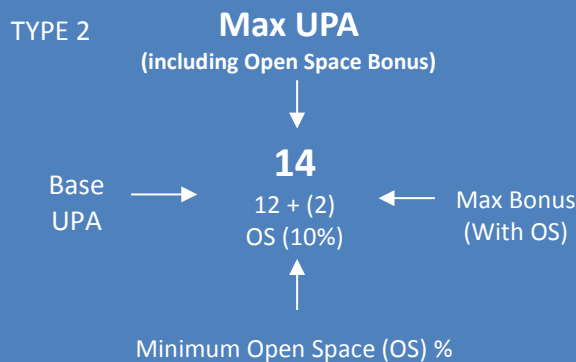 TYPE 2
Max UPA
(including Open Space Bonus)
14
Base
UPA
12 + (2)
OS (10%)
Max Bonus
(With OS)
Minimum Open Space (OS) %